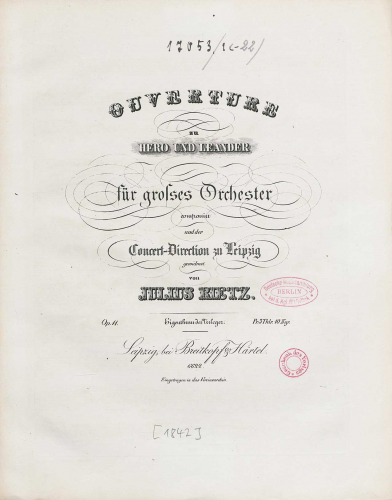 17053/(1-22)
OUVERTURE
zu
HERO UND LEANDER
für grosses Orchester
componirt
und der
Concert-Direction zu Leipzig
gewidmet
von
JULIUS RIETZ.
Op. 11. Eigenthum der Verleger. Pr. 3 Thlr. 10 Ngr.
BERLIN
Leipzig, bei Breitkopf & Härtel.
Eingetragen in das Vereinsarchiv.
[1842]